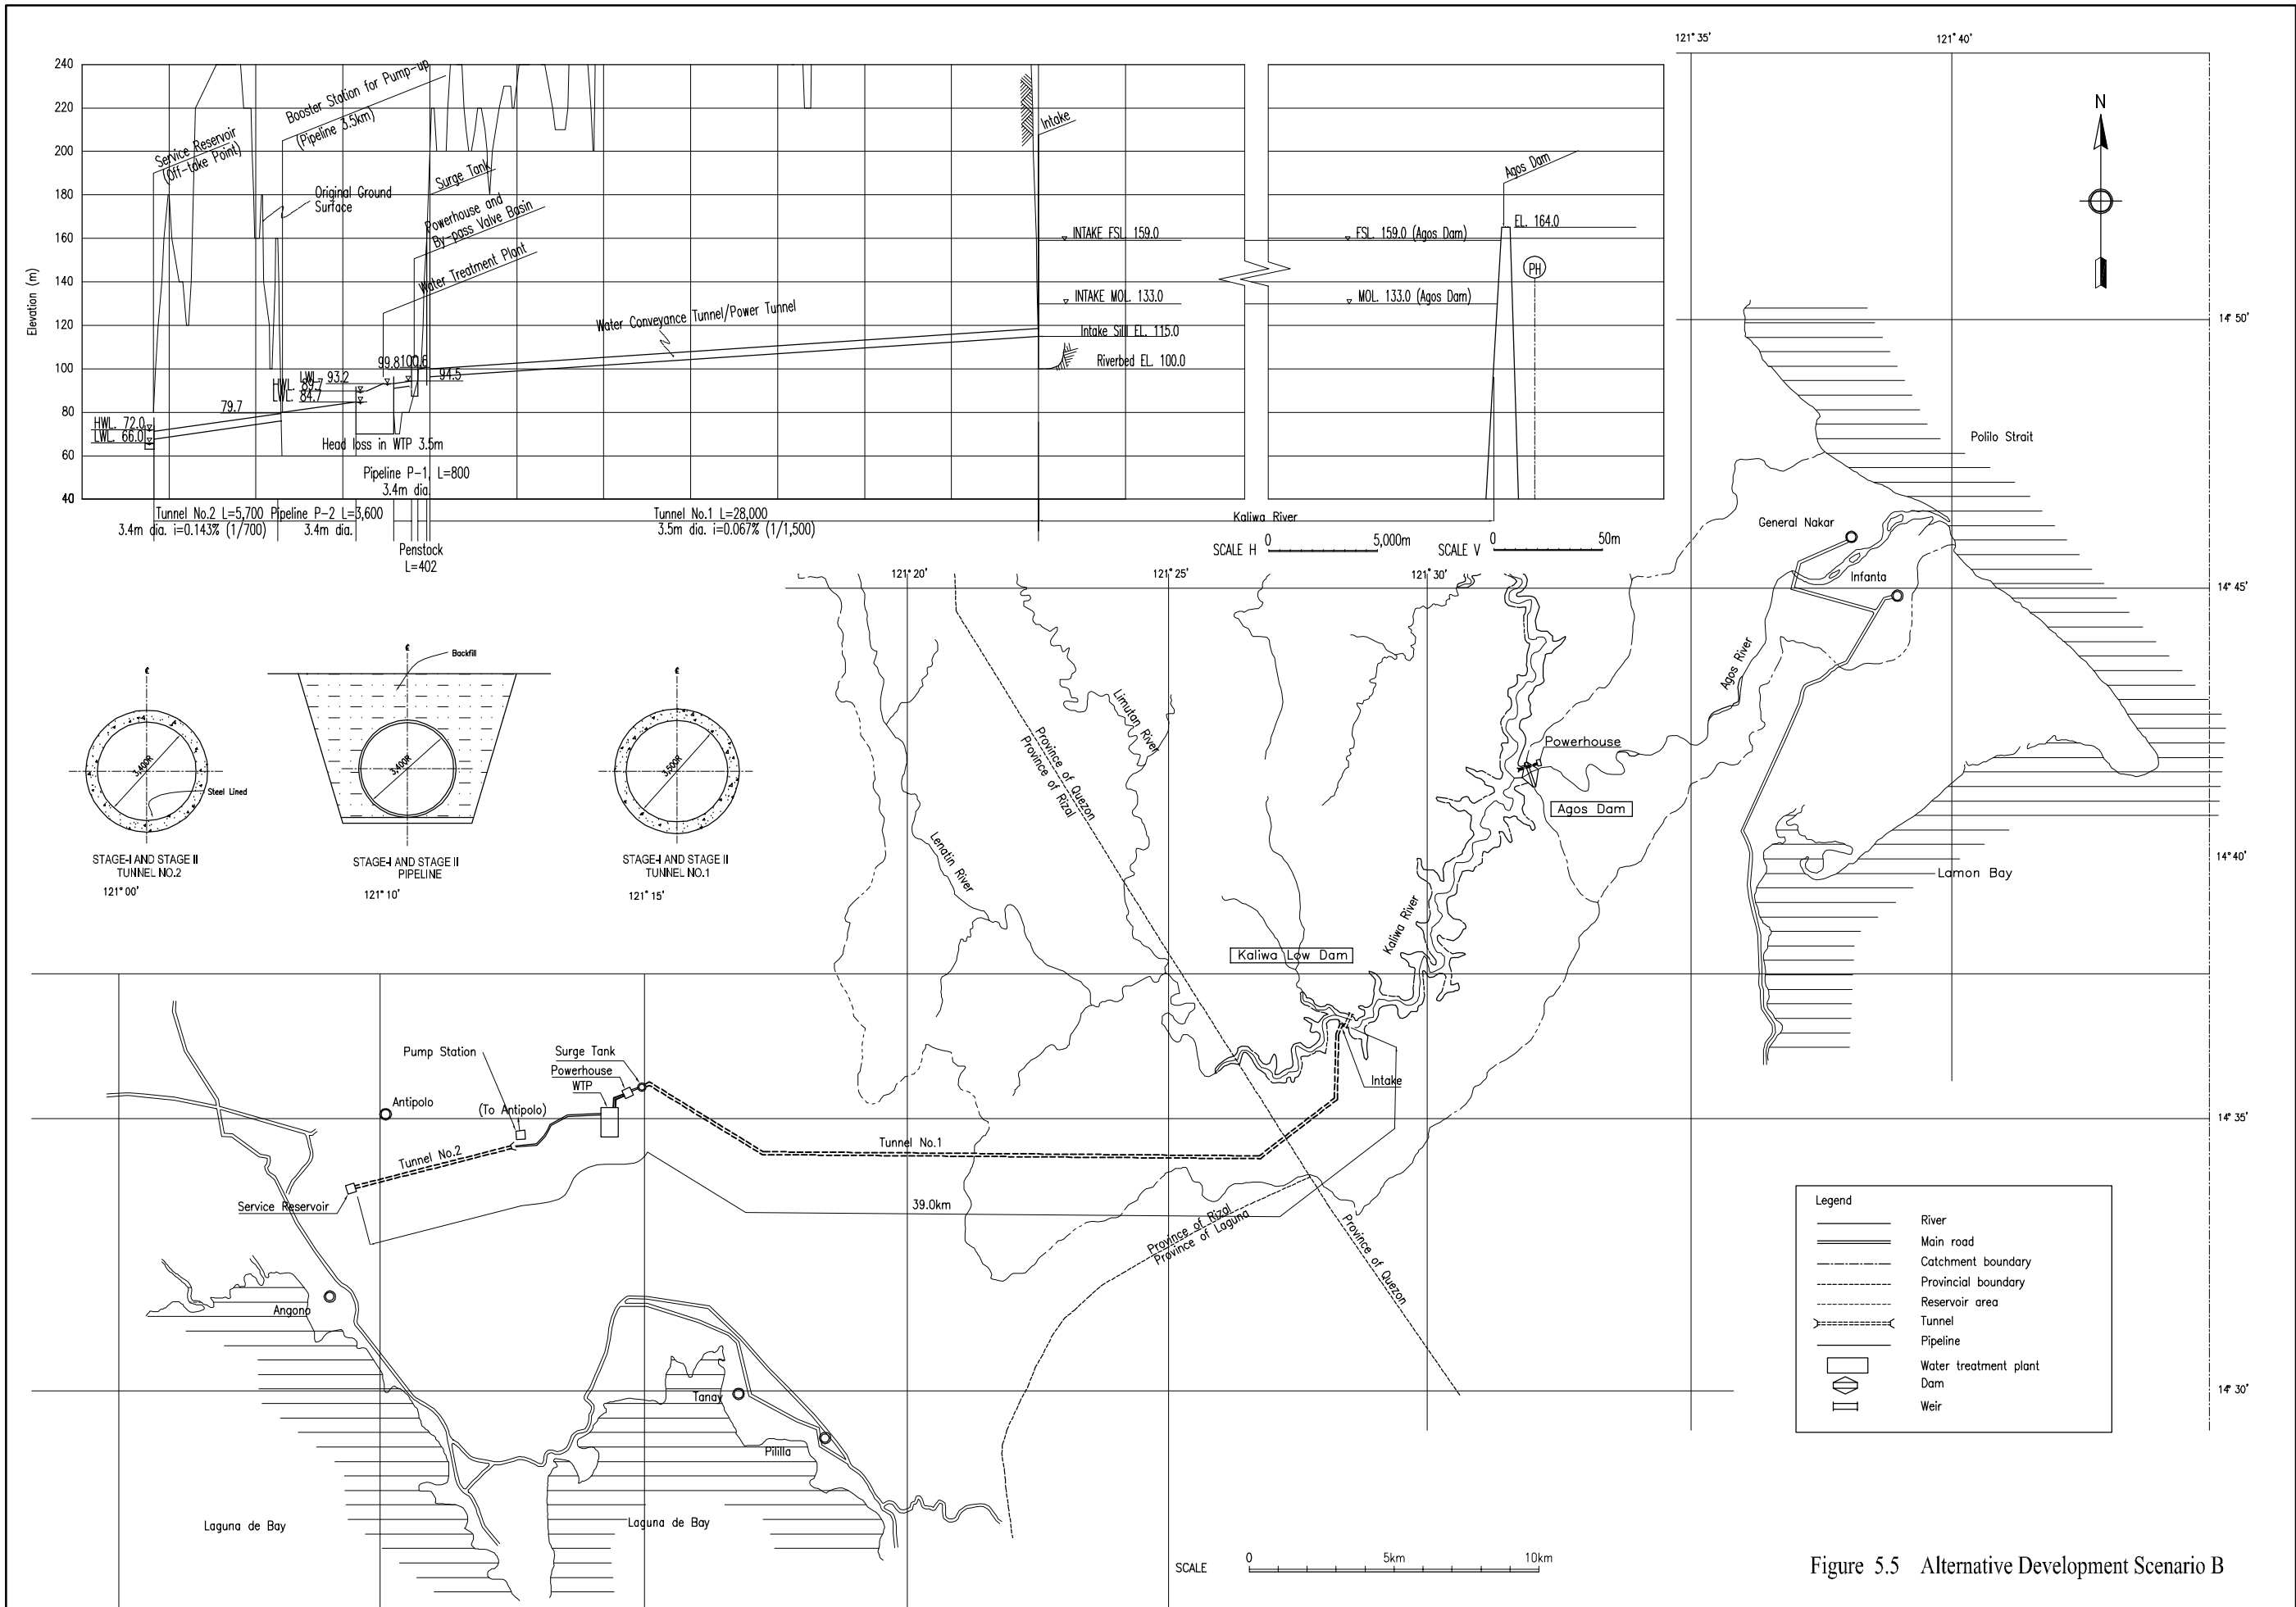 121° 35'
121° 40'
240
220
200
180
160
140
120
100
80
60
40
Elevation (m)
Service Reservoir
(Off-take Point)
Booster Station for Pump-up
(Pipeline 3.5km)
Original Ground
Surface
Surge Tank
Powerhouse and
By-pass Valve Basin
Water Treatment Plant
Water Conveyance Tunnel/Power Tunnel
Intake
INTAKE FSL. 159.0
INTAKE MOL. 133.0
Intake Sill EL. 115.0
Riverbed EL. 100.0
FSL. 159.0 (Agos Dam)
MOL. 133.0 (Agos Dam)
Agos Dam
EL. 164.0
PH
99.8
100.6
94.5
LWL. 93.2
HWL. 89.7
LWL. 84.7
79.7
HWL. 72.0
LWL. 66.0
Head loss in WTP 3.5m
Pipeline P-1, L=800
3.4m dia.
Tunnel No.2 L=5,700
3.4m dia. i=0.143% (1/700)
Pipeline P-2 L=3,600
3.4m dia.
Penstock
L=402
Tunnel No.1 L=28,000
3.5m dia. i=0.067% (1/1,500)
Kaliwa River
SCALE H 0 5,000m
SCALE V 0 50m
N
14° 50'
Polilo Strait
General Nakar
Infanta
14° 45'
121° 20'
121° 25'
121° 30'
Backfill
3,400R
Steel Lined
3,400R
3,500R
STAGE-I AND STAGE II
TUNNEL NO.2
STAGE-I AND STAGE II
PIPELINE
STAGE-I AND STAGE II
TUNNEL NO.1
121° 00'
121° 10'
121° 15'
Limutan River
Province of Quezon
Province of Rizal
Lenatin River
Agos River
Powerhouse
Agos Dam
14° 40'
Lamon Bay
Kaliwa River
Kaliwa Low Dam
Intake
Pump Station
Surge Tank
Powerhouse
WTP
Antipolo
(To Antipolo)
Tunnel No.2
Tunnel No.1
14° 35'
Service Reservoir
39.0km
Province of Rizal
Province of Laguna
Province of Quezon
Angono
Tanay
Pililla
14° 30'
Laguna de Bay
Laguna de Bay
Legend
River
Main road
Catchment boundary
Provincial boundary
Reservoir area
Tunnel
Pipeline
Water treatment plant
Dam
Weir
SCALE 0 5km 10km
Figure 5.5 Alternative Development Scenario B